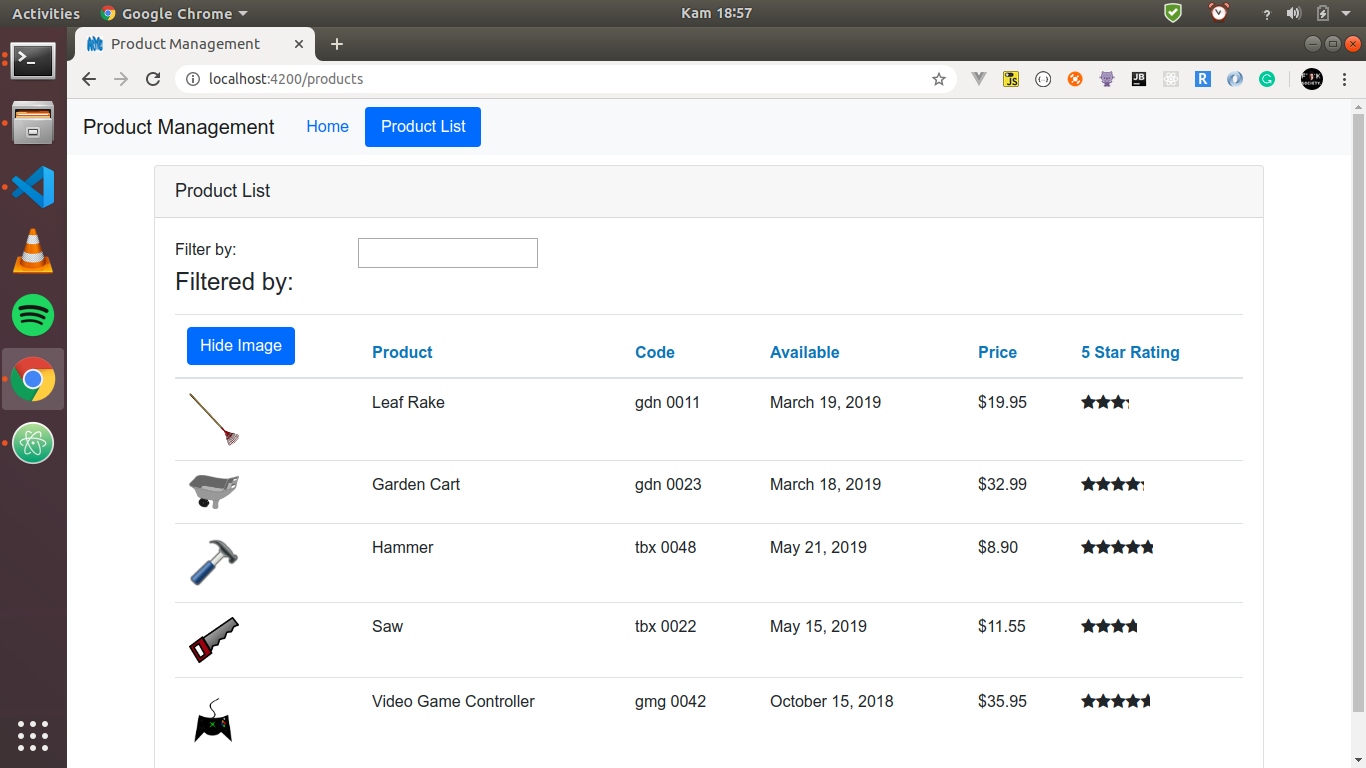 Activities Google Chrome Kam 18:57 ?
Product Management
localhost:4200/products JS JB R
Product Management Home Product List
Product List
Filter by:
Filtered by:
Hide Image Product Code Available Price 5 Star Rating
Leaf Rake gdn 0011 March 19, 2019 $19.95
Garden Cart gdn 0023 March 18, 2019 $32.99
Hammer tbx 0048 May 21, 2019 $8.90
Saw tbx 0022 May 15, 2019 $11.55
Video Game Controller gmg 0042 October 15, 2018 $35.95